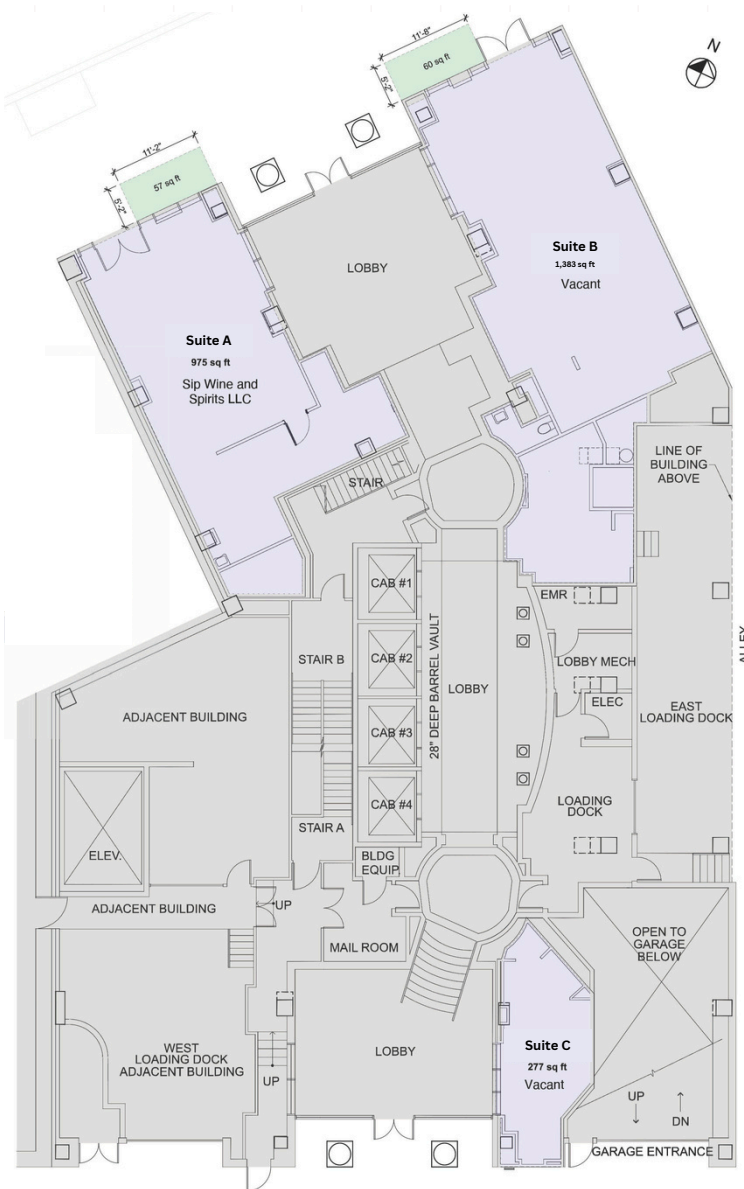 N
11'-8"
5'-2"
60 sq ft
11'-2"
5'-2"
57 sq ft
LOBBY
Suite B
1,383 sq ft
Vacant
Suite A
975 sq ft
Sip Wine and
Spirits LLC
STAIR
LINE OF
BUILDING
ABOVE
CAB #1
CAB #2
CAB #3
CAB #4
28" DEEP BARREL VAULT
LOBBY
EMR
LOBBY MECH
ELEC
EAST
LOADING DOCK
ALLEY
STAIR B
ADJACENT BUILDING
LOADING
DOCK
STAIR A
ELEV.
BLDG
EQUIP
ADJACENT BUILDING
UP
MAIL ROOM
OPEN TO
GARAGE
BELOW
WEST
LOADING DOCK
ADJACENT BUILDING
UP
LOBBY
Suite C
277 sq ft
Vacant
UP
DN
GARAGE ENTRANCE